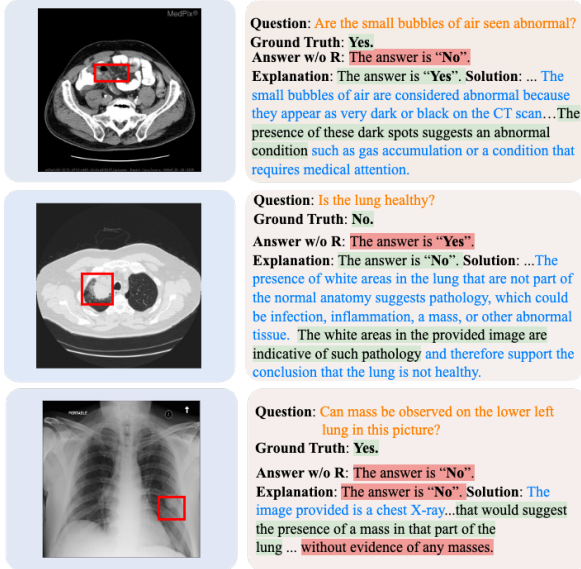 MedPix®
Question: Are the small bubbles of air seen abnormal?
Ground Truth: Yes.
Answer w/o R: The answer is “No”.
Explanation: The answer is “Yes”. Solution: ... The
small bubbles of air are considered abnormal because
they appear as very dark or black on the CT scan…The
presence of these dark spots suggests an abnormal
condition such as gas accumulation or a condition that
requires medical attention.
Question: Is the lung healthy?
Ground Truth: No.
Answer w/o R: The answer is “Yes”.
Explanation: The answer is “No”. Solution: ...The
presence of white areas in the lung that are not part of
the normal anatomy suggests pathology, which could
be infection, inflammation, a mass, or other abnormal
tissue. The white areas in the provided image are
indicative of such pathology and therefore support the
conclusion that the lung is not healthy.
PORTABLE
Question: Can mass be observed on the lower left
lung in this picture?
Ground Truth: Yes.
Answer w/o R: The answer is “No”.
Explanation: The answer is “No”. Solution: The
image provided is a chest X-ray...that would suggest
the presence of a mass in that part of the
lung ... without evidence of any masses.